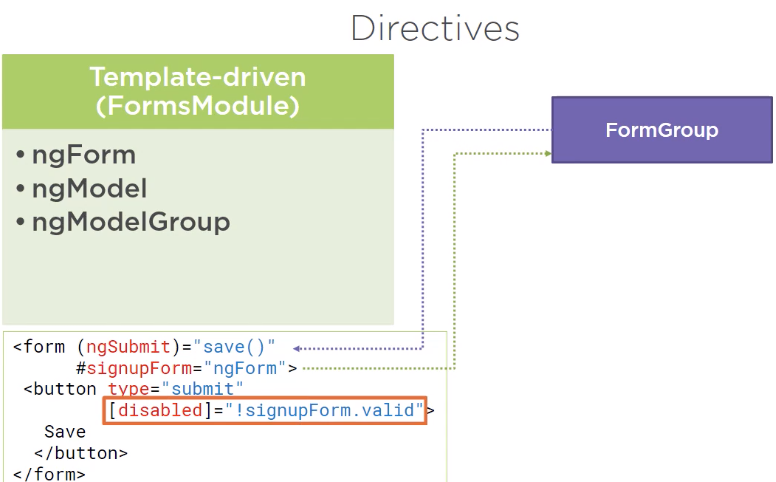 Directives
Template-driven
(FormsModule)
• ngForm
• ngModel
• ngModelGroup
FormGroup
<form (ngSubmit)="save()"
#signupForm="ngForm">
<button type="submit"
[disabled]="!signupForm.valid">
Save
</button>
</form>